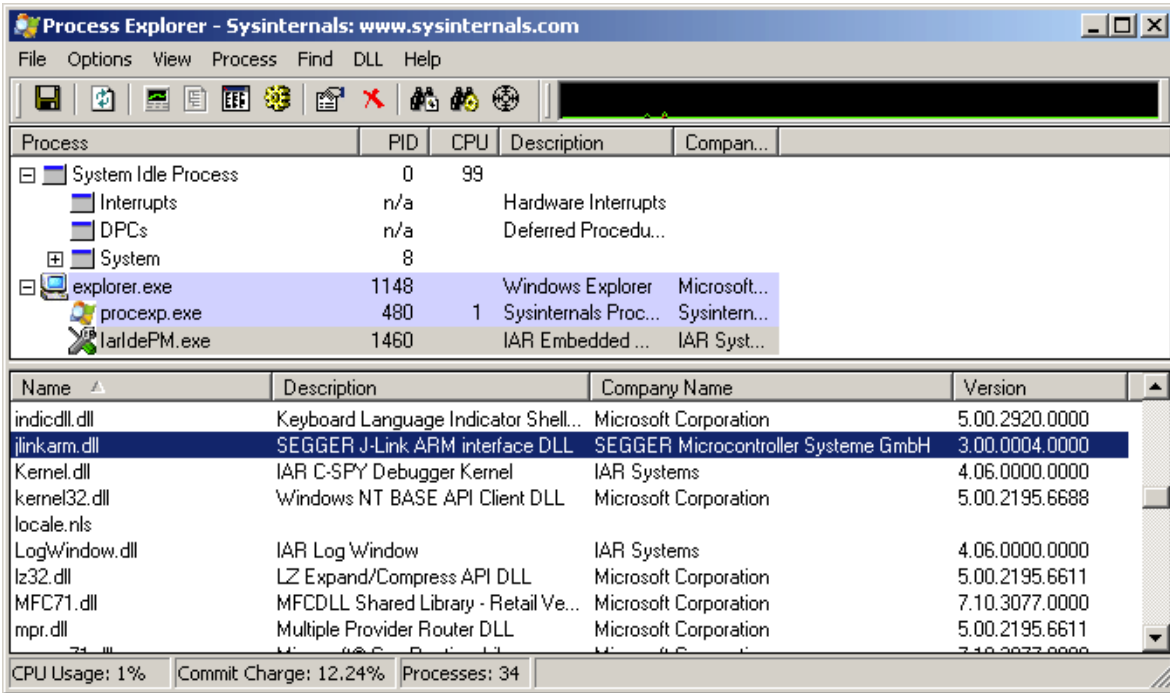 Process Explorer - Sysinternals: www.sysinternals.com
File Options View Process Find DLL Help
Process PID CPU Description Compan...
System Idle Process 0 99
Interrupts n/a Hardware Interrupts
DPCs n/a Deferred Procedu...
System 8
explorer.exe 1148 Windows Explorer Microsoft...
procexp.exe 480 1 Sysinternals Proc... Sysintern...
IarIdePM.exe 1460 IAR Embedded ... IAR Syst...
Name Description Company Name Version
indicdll.dll Keyboard Language Indicator Shell... Microsoft Corporation 5.00.2920.0000
jlinkarm.dll SEGGER J-Link ARM interface DLL SEGGER Microcontroller Systeme GmbH 3.00.0004.0000
Kernel.dll IAR C-SPY Debugger Kernel IAR Systems 4.06.0000.0000
kernel32.dll Windows NT BASE API Client DLL Microsoft Corporation 5.00.2195.6688
locale.nls
LogWindow.dll IAR Log Window IAR Systems 4.06.0000.0000
lz32.dll LZ Expand/Compress API DLL Microsoft Corporation 5.00.2195.6611
MFC71.dll MFCDLL Shared Library - Retail Ve... Microsoft Corporation 7.10.3077.0000
mpr.dll Multiple Provider Router DLL Microsoft Corporation 5.00.2195.6611
CPU Usage: 1% Commit Charge: 12.24% Processes: 34